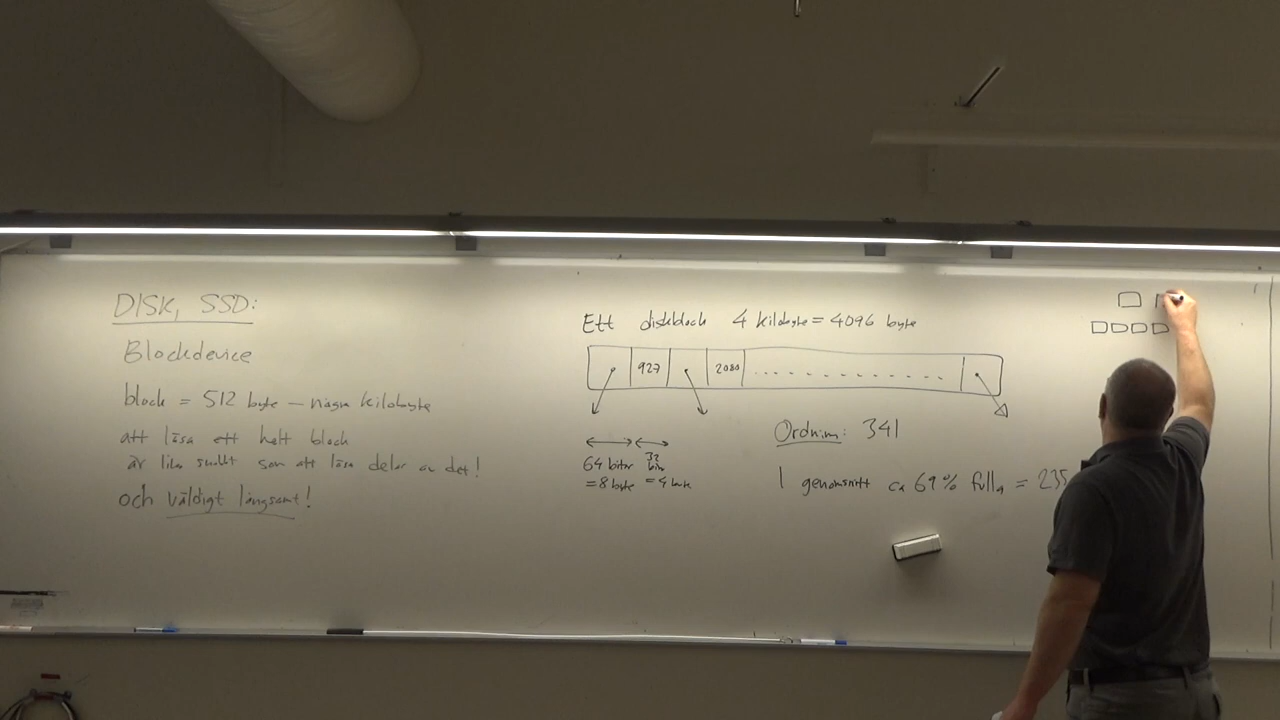 DISK, SSD:
Blockdevice
block = 512 byte – några kilobyte
att läsa ett helt block
är lika snabbt som att läsa delar av det!
och väldigt långsamt!
Ett diskblock 4 kilobyte = 4096 byte
927 2080
64 bitar 32 bitar
= 8 byte = 4 byte
Ordning: 341
I genomsnitt ca 69% fulla = 235